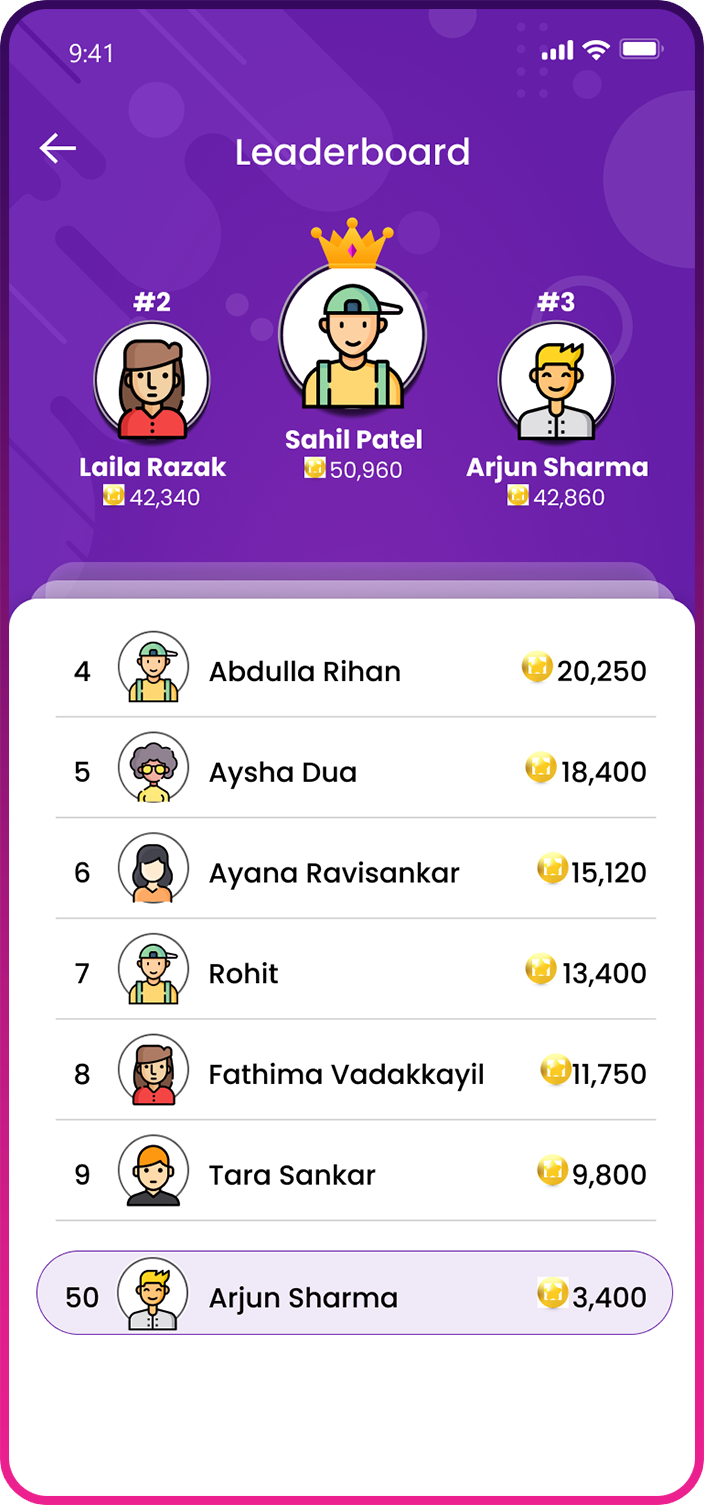 9:41
Leaderboard
#2
#3
Sahil Patel
50,960
Laila Razak
42,340
Arjun Sharma
42,860
4 Abdulla Rihan 20,250
5 Aysha Dua 18,400
6 Ayana Ravisankar 15,120
7 Rohit 13,400
8 Fathima Vadakkayil 11,750
9 Tara Sankar 9,800
50 Arjun Sharma 3,400